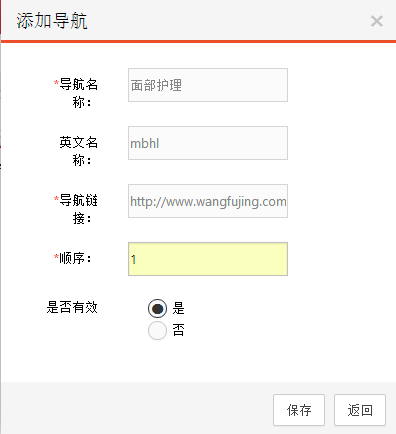 添加导航 ×
*导航名称： 面部护理
英文名称： mbhl
*导航链接： http://www.wangfujing.com
*顺序： 1
是否有效 是
否
保存 返回